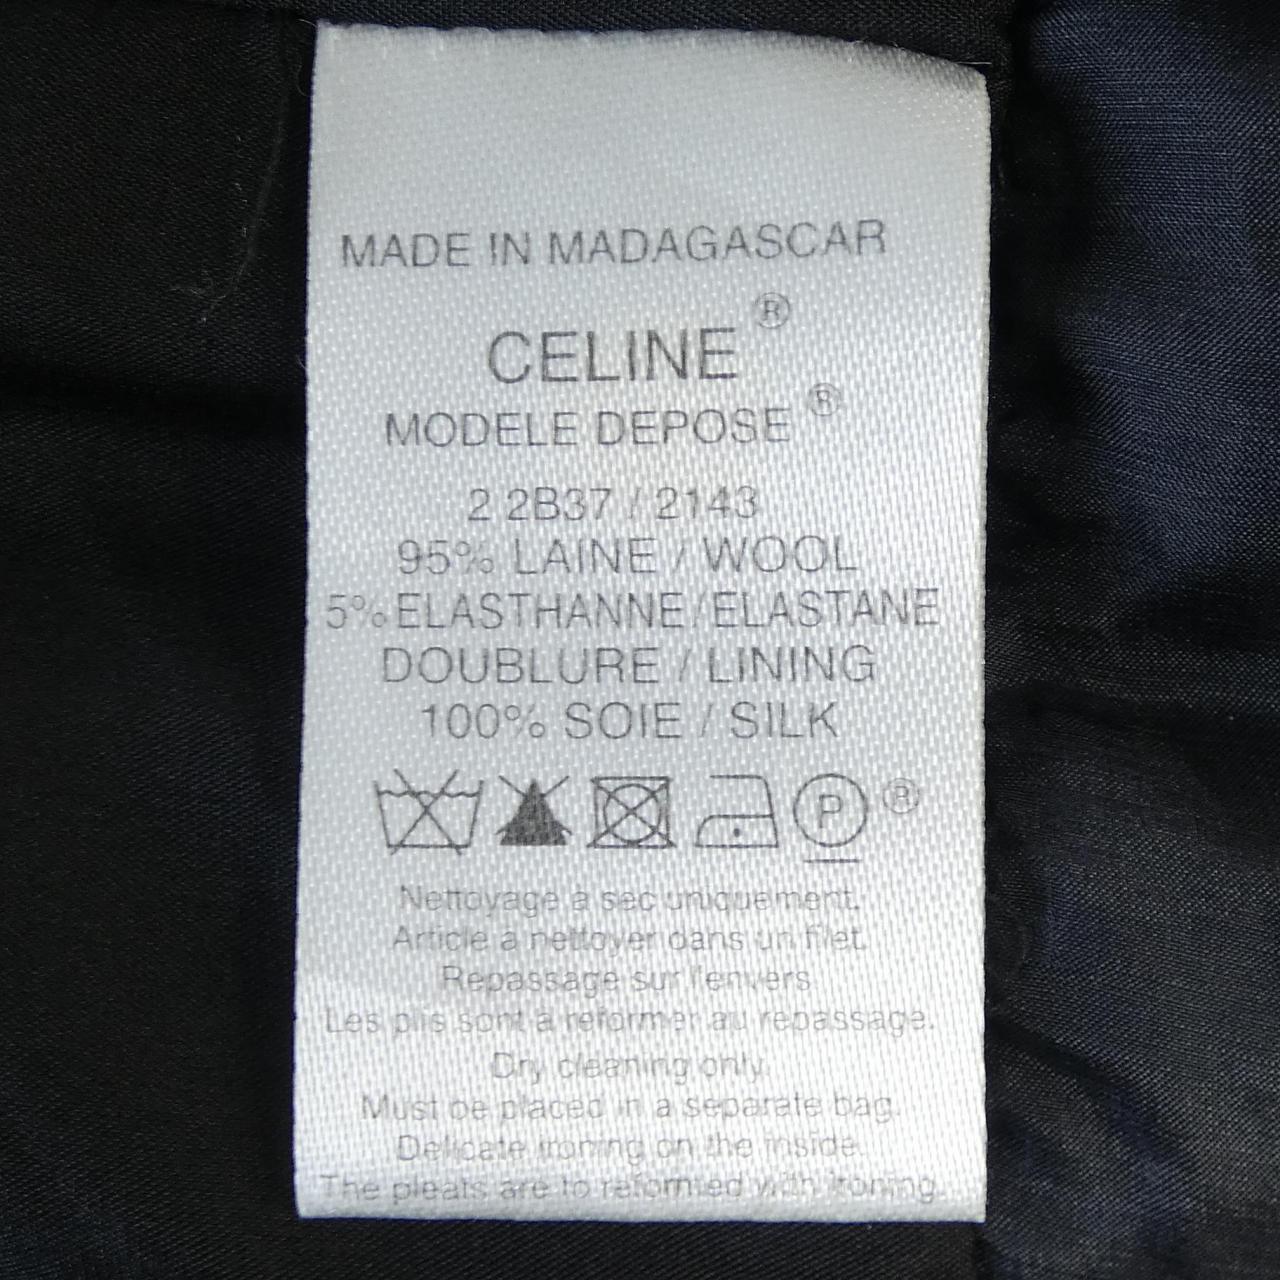 MADE IN MADAGASCAR
CELINE ®
MODELE DEPOSE ®
2 2B37 / 2143
95% LAINE / WOOL
5% ELASTHANNE/ELASTANE
DOUBLURE / LINING
100% SOIE / SILK
P ®
Nettoyage a sec uniquement.
Article a nettoyer dans un filet.
Repassage sur l'envers
Les plis sont a reformer au repassage.
Dry cleaning only.
Must be placed in a separate bag.
Delicate ironing on the inside.
The pleats are to reformed with ironing.